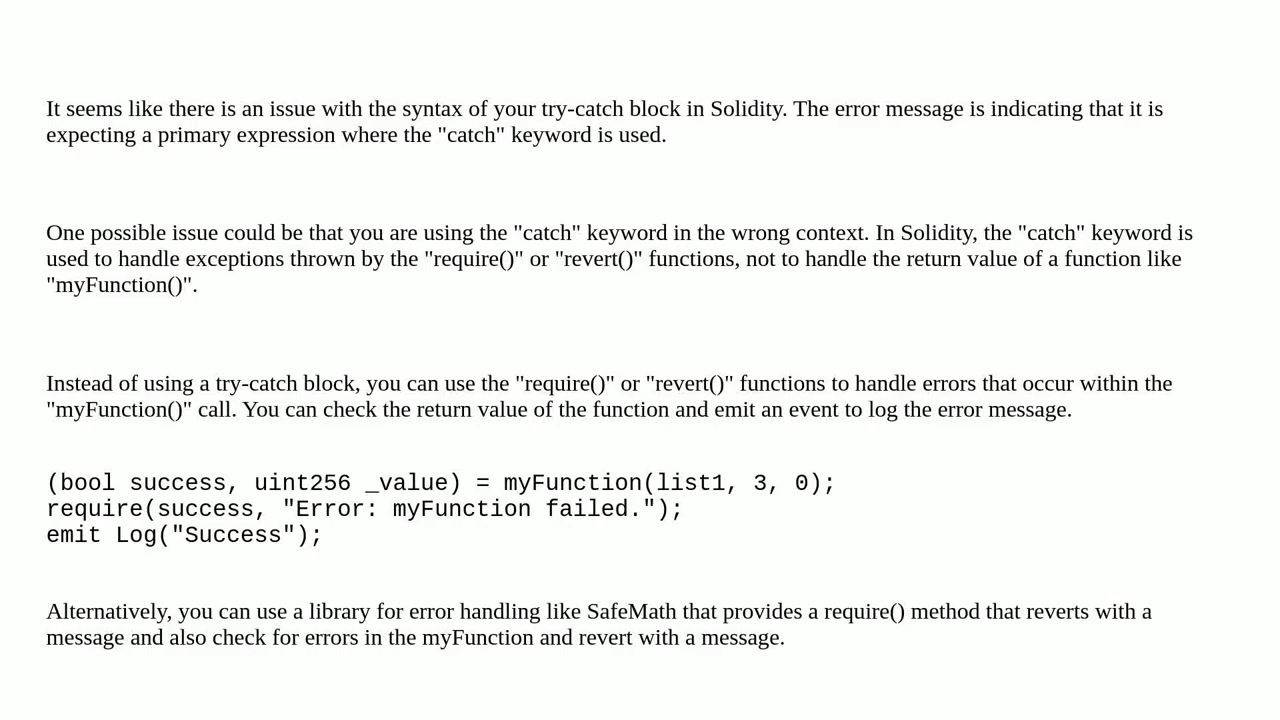 It seems like there is an issue with the syntax of your try-catch block in Solidity. The error message is indicating that it is
expecting a primary expression where the "catch" keyword is used.
One possible issue could be that you are using the "catch" keyword in the wrong context. In Solidity, the "catch" keyword is
used to handle exceptions thrown by the "require()" or "revert()" functions, not to handle the return value of a function like
"myFunction()".
Instead of using a try-catch block, you can use the "require()" or "revert()" functions to handle errors that occur within the
"myFunction()" call. You can check the return value of the function and emit an event to log the error message.
(bool success, uint256 _value) = myFunction(list1, 3, 0);
require(success, "Error: myFunction failed.");
emit Log("Success");
Alternatively, you can use a library for error handling like SafeMath that provides a require() method that reverts with a
message and also check for errors in the myFunction and revert with a message.